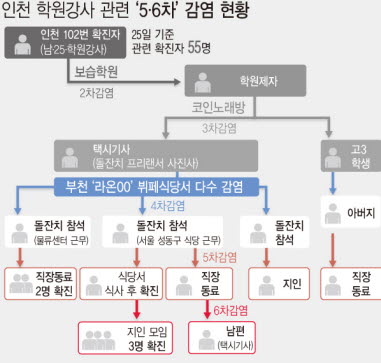 인천 학원강사 관련 ‘5·6차’ 감염 현황
인천 102번 확진자
(남·25·학원강사)
25일 기준
관련 확진자 55명
보습학원
2차감염
학원제자
코인노래방
3차감염
택시기사
(돌잔치 프리랜서 사진사)
고3
학생
부천 ‘라온OO’ 뷔페식당서 다수 감염
4차감염
돌잔치 참석
(물류센터 근무)
돌잔치 참석
(서울 성동구 식당 근무)
돌잔치
참석
아버지
5차감염
직장동료
2명 확진
식당서
식사 후 확진
직장
동료
지인
직장
동료
6차감염
지인 모임
3명 확진
남편
(택시기사)